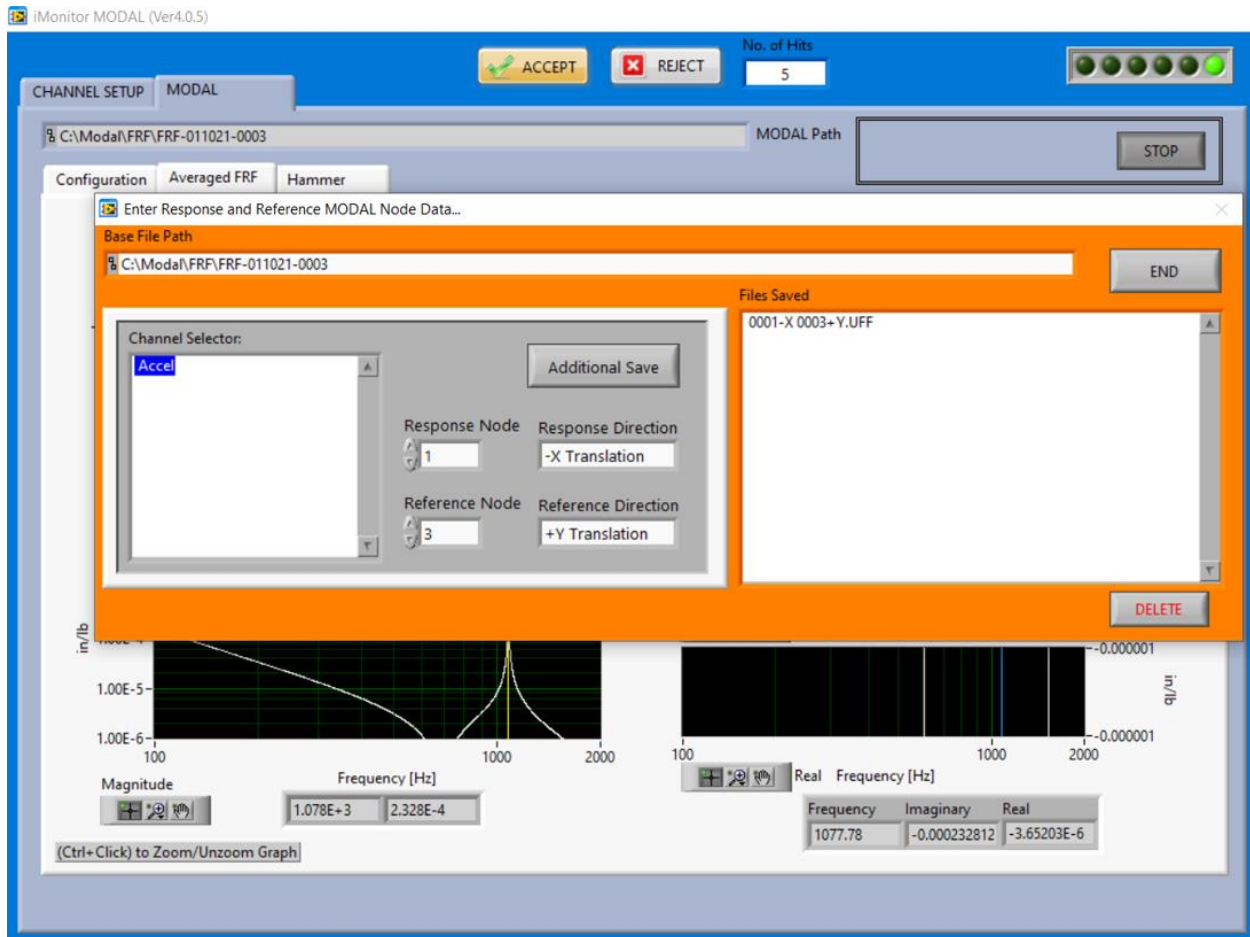 iMonitor MODAL (Ver4.0.5)
ACCEPT
REJECT
No. of Hits
5
CHANNEL SETUP
MODAL
C:\Modal\FRF\FRF-011021-0003
MODAL Path
STOP
Configuration
Averaged FRF
Hammer
Enter Response and Reference MODAL Node Data...
Base File Path
C:\Modal\FRF\FRF-011021-0003
END
Files Saved
0001-X 0003+Y.UFF
Channel Selector:
Accel
Additional Save
Response Node
Response Direction
1
-X Translation
Reference Node
Reference Direction
3
+Y Translation
DELETE
in/lb
1.00E-5
1.00E-6
100
1000
2000
Frequency [Hz]
Magnitude
1.078E+3
2.328E-4
(Ctrl+Click) to Zoom/Unzoom Graph
-0.000001
in/lb
-0.000001
100
1000
2000
Real
Frequency [Hz]
Frequency
Imaginary
Real
1077.78
-0.000232812
-3.65203E-6